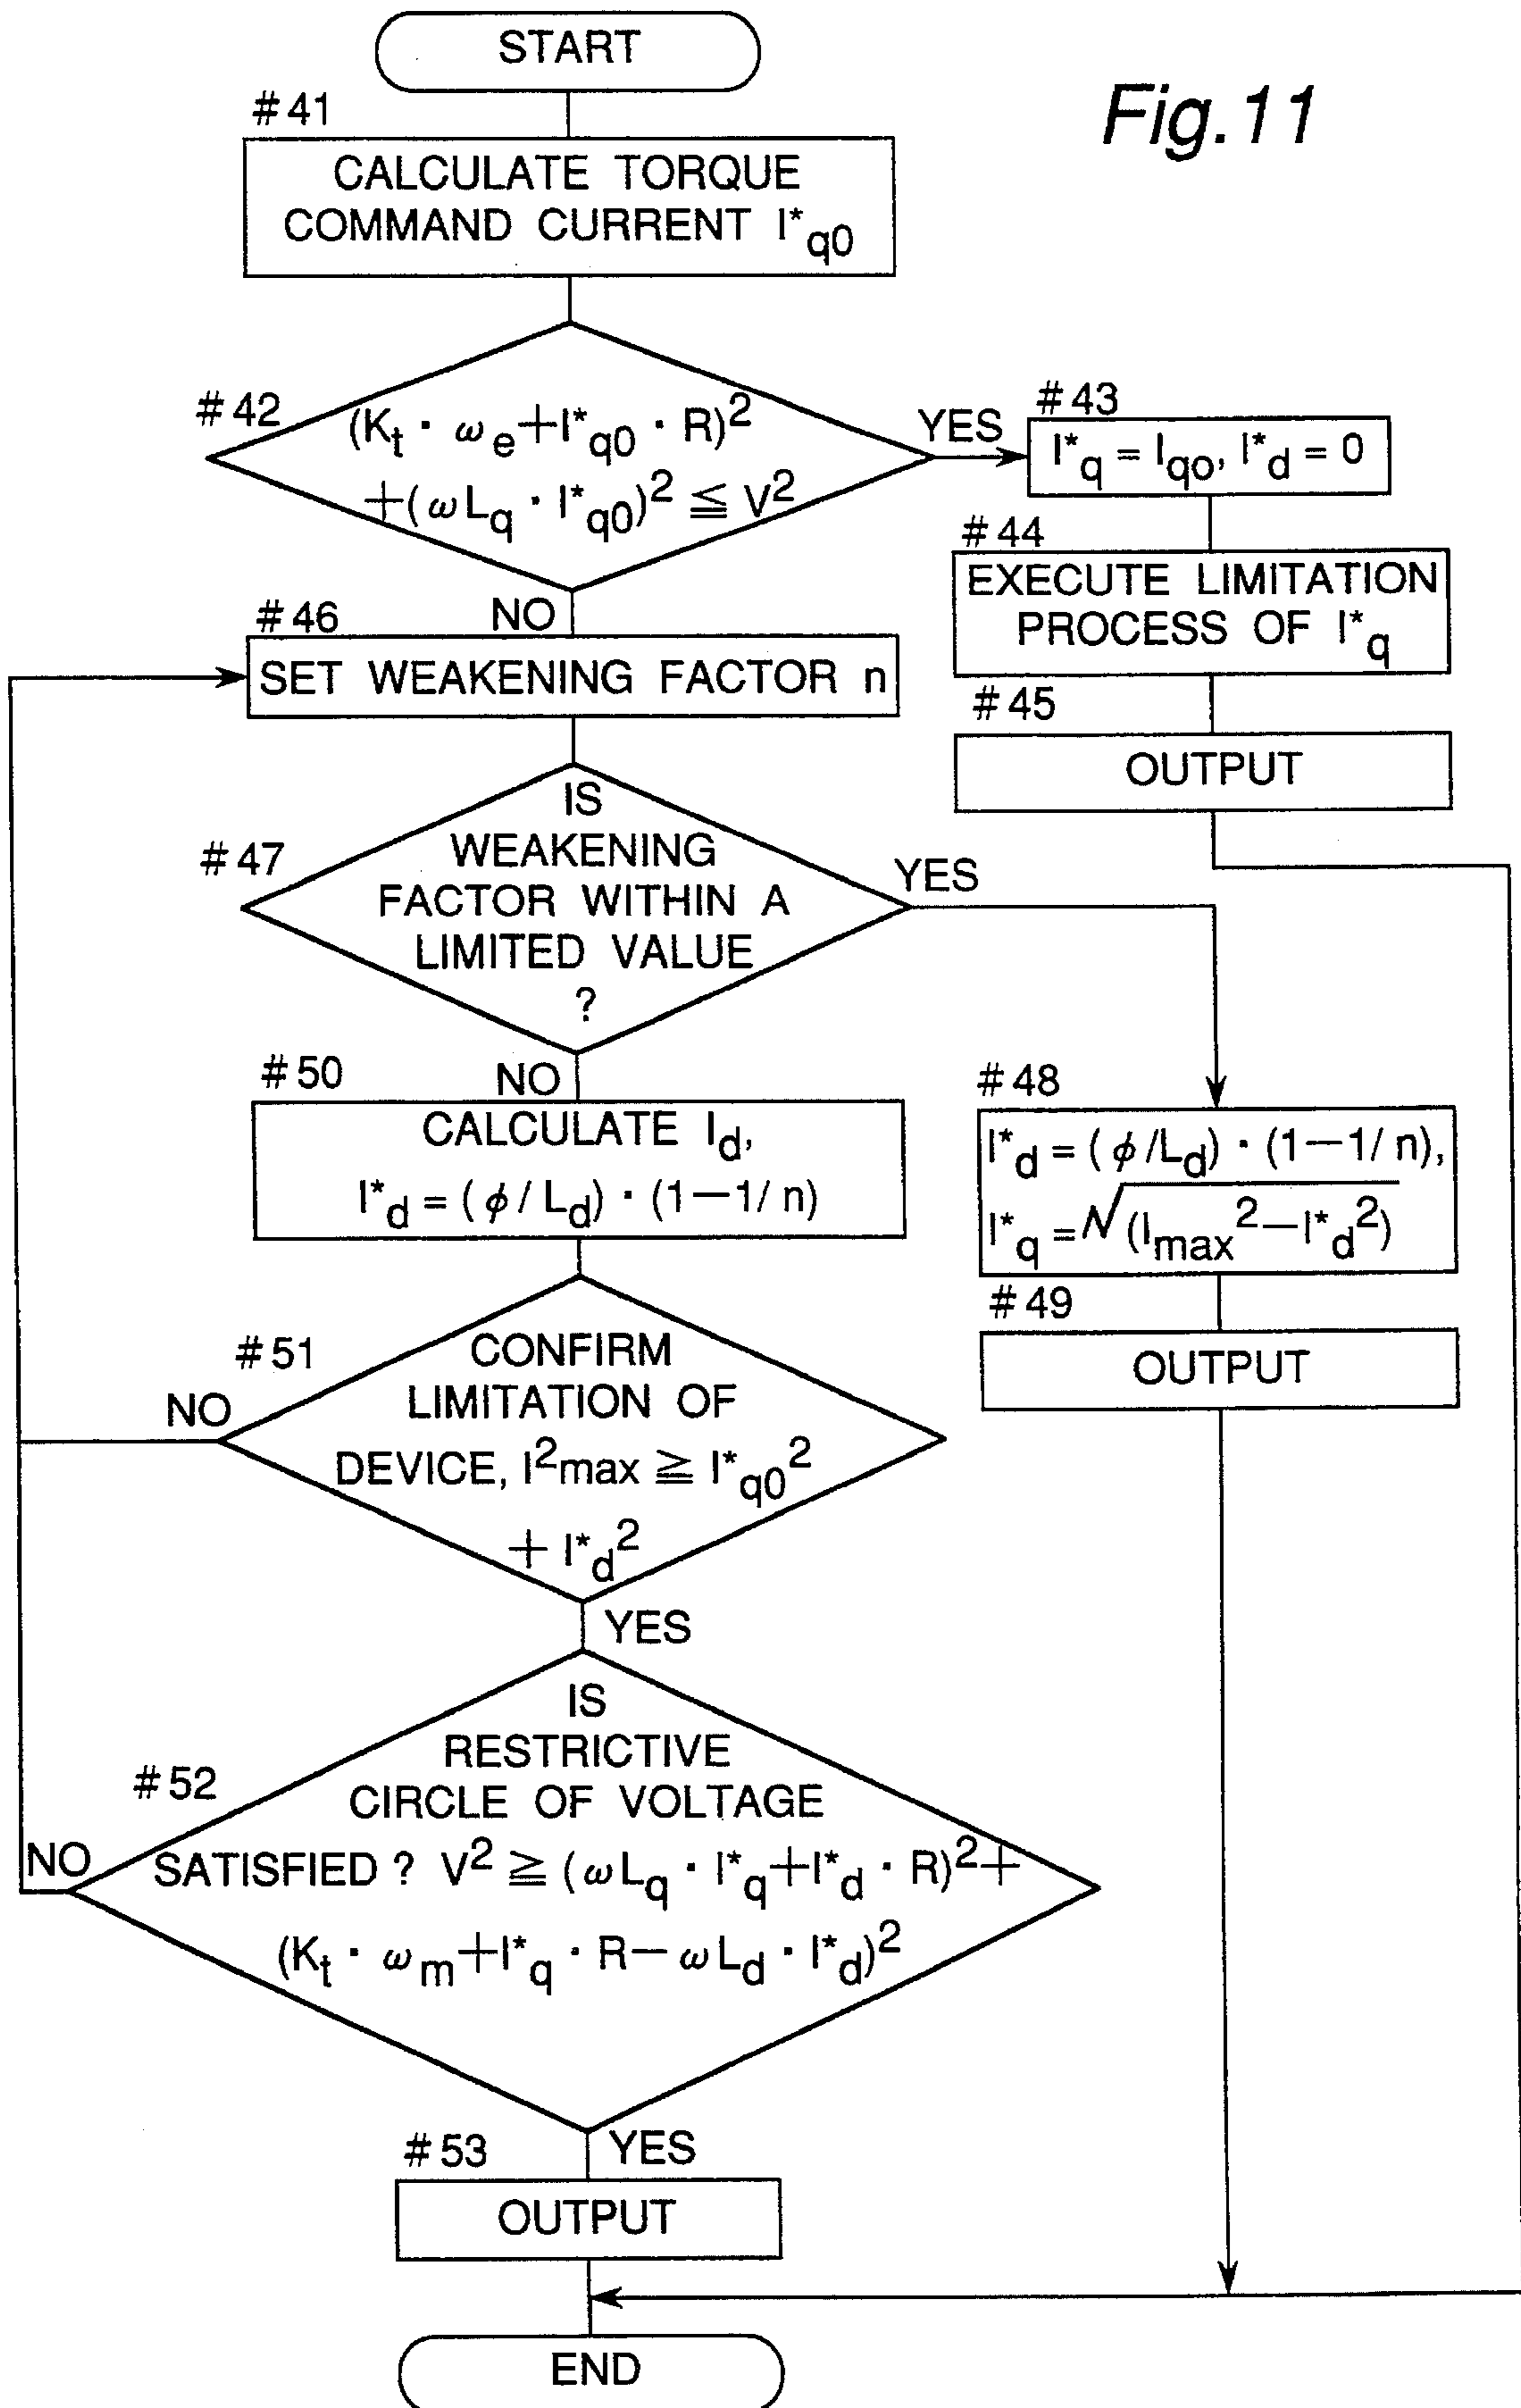 START
Fig.11
#41
CALCULATE TORQUE
COMMAND CURRENT I*q0
#42
(Kt · ωe+I*q0 · R)²
+(ωLq · I*q0)² ≦ V²
YES
#43
I*q = Iqo, I*d = 0
#44
EXECUTE LIMITATION
PROCESS OF I*q
#45
OUTPUT
NO
#46
SET WEAKENING FACTOR n
#47
IS
WEAKENING
FACTOR WITHIN A
LIMITED VALUE
?
YES
#48
I*d = (ϕ/Ld) · (1−1/n),
I*q = √(Imax²−I*d²)
#49
OUTPUT
NO
#50
CALCULATE Id,
I*d = (ϕ/Ld) · (1−1/n)
#51
CONFIRM
LIMITATION OF
DEVICE, I²max ≧ I*q0²
+ I*d²
NO
YES
#52
IS
RESTRICTIVE
CIRCLE OF VOLTAGE
SATISFIED ? V² ≧ (ωLq · I*q+I*d · R)²+
(Kt · ωm+I*q · R−ωLd · I*d)²
NO
YES
#53
OUTPUT
END